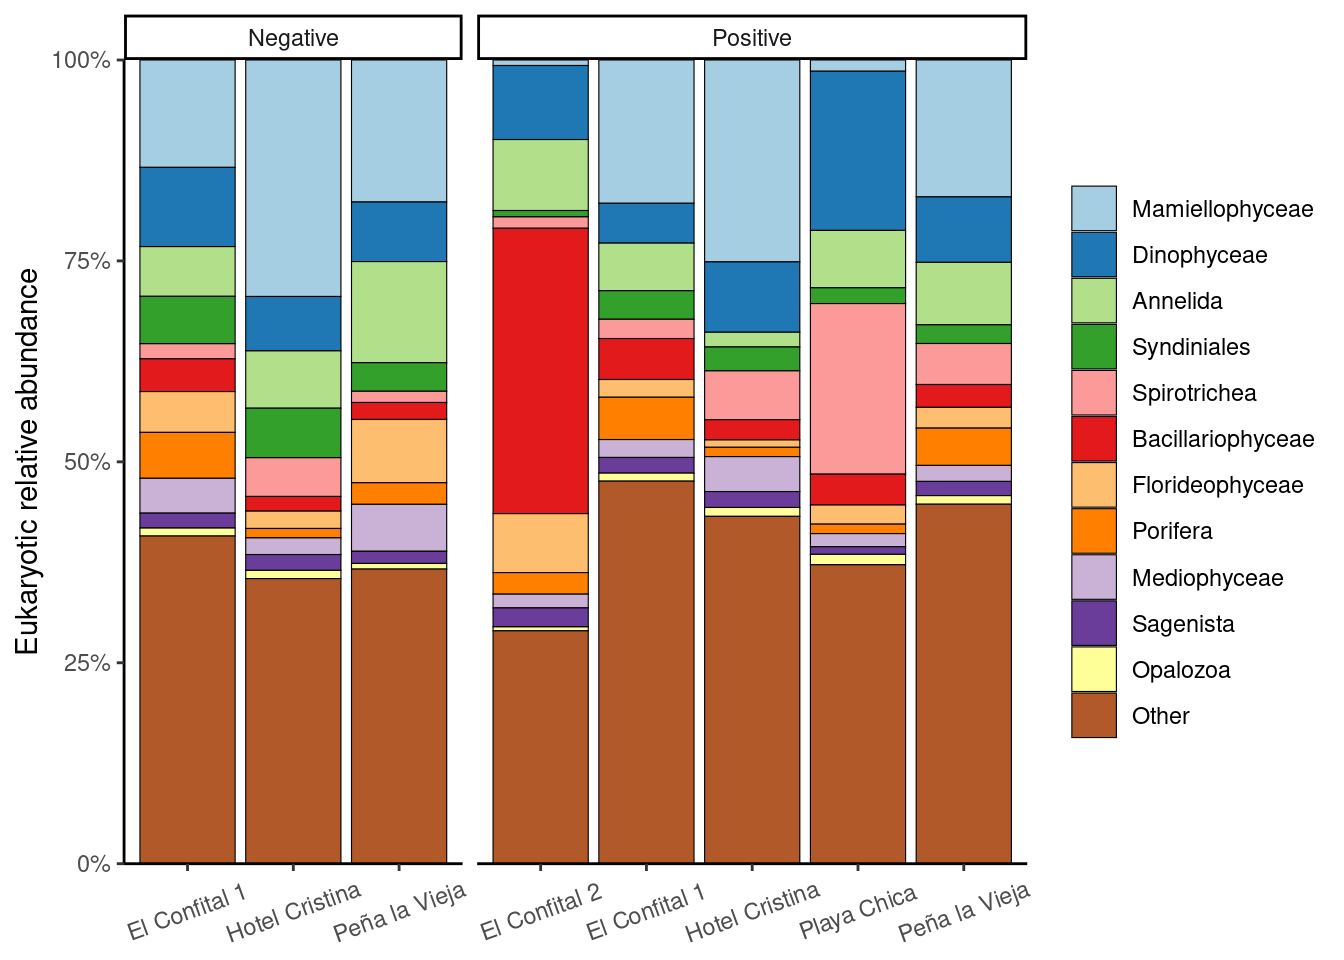 Negative
Positive
100%
75%
50%
25%
0%
Eukaryotic relative abundance
El Confital 1
Hotel Cristina
Peña la Vieja
El Confital 2
El Confital 1
Hotel Cristina
Playa Chica
Peña la Vieja
Mamiellophyceae
Dinophyceae
Annelida
Syndiniales
Spirotrichea
Bacillariophyceae
Florideophyceae
Porifera
Mediophyceae
Sagenista
Opalozoa
Other